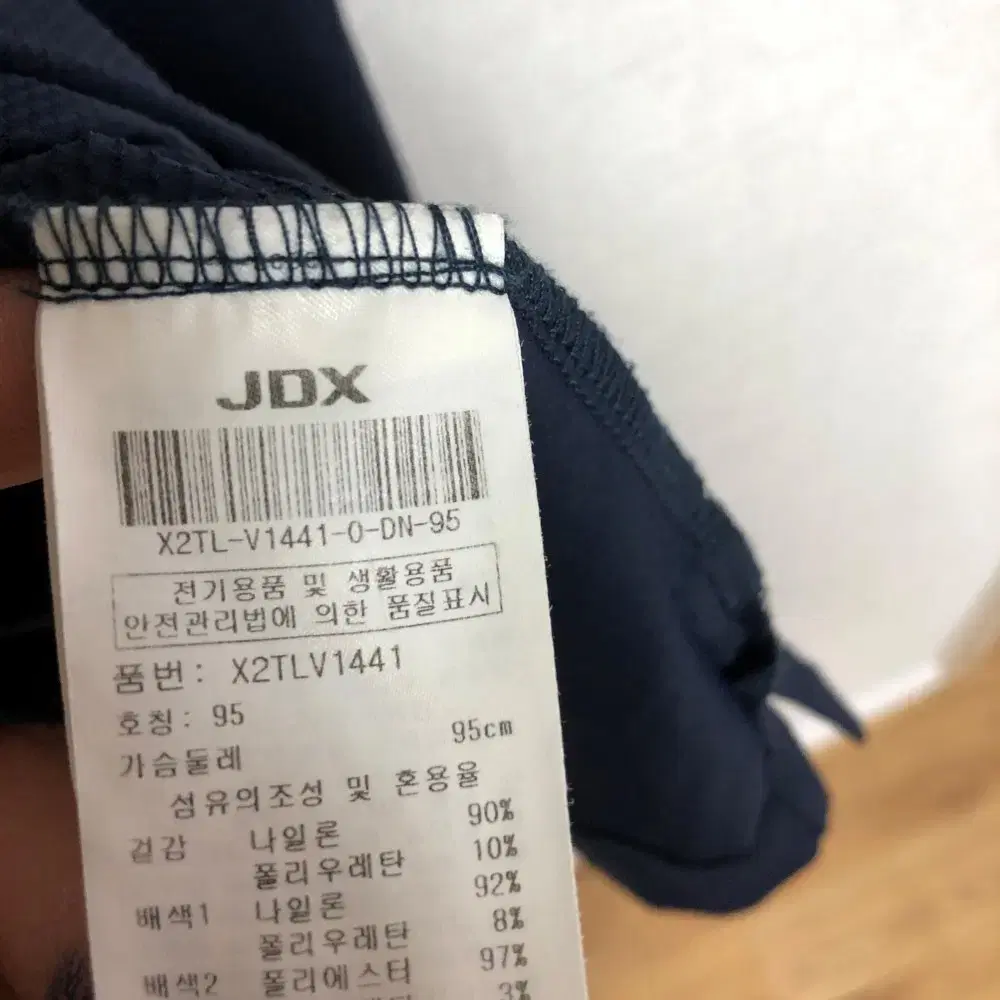 JDX
X2TL-V1441-0-DN-95
전기용품 및 생활용품
안전관리법에 의한 품질표시
품번: X2TLV1441
호칭: 95
가슴둘레 95cm
섬유의조성 및 혼용율
겉감 나일론 90%
폴리우레탄 10%
배색1 나일론 92%
폴리우레탄 8%
배색2 폴리에스터 97%
3%